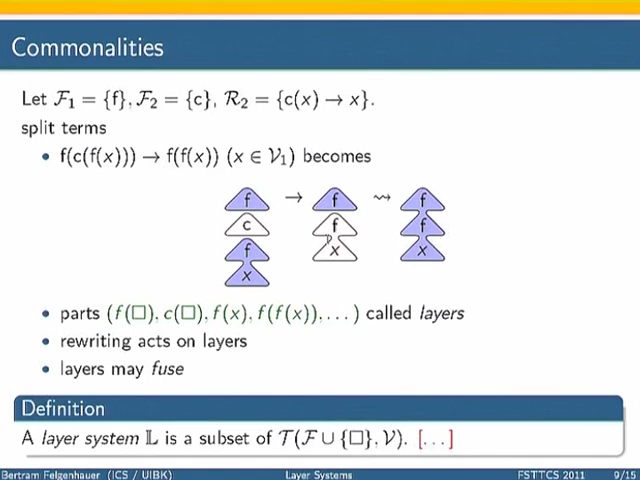 Commonalities
Let ℱ₁ = {f}, ℱ₂ = {c}, ℛ₂ = {c(x) → x}.
split terms
• f(c(f(x))) → f(f(x)) (x ∈ 𝒱₁) becomes
f → f ⇝ f
c f f
f x x
x
• parts (f(□), c(□), f(x), f(f(x)), . . . ) called layers
• rewriting acts on layers
• layers may fuse
Definition
A layer system 𝕃 is a subset of 𝒯(ℱ ∪ {□}, 𝒱). [. . . ]
Bertram Felgenhauer (ICS / UIBK) Layer Systems FSTTCS 2011 9/15